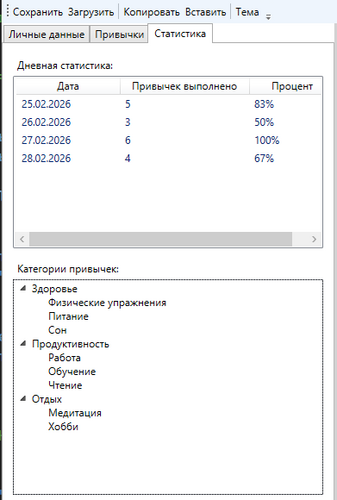 Сохранить Загрузить Копировать Вставить Тема
Личные данные Привычки Статистика
Дневная статистика:
Дата Привычек выполнено Процент
25.02.2026 5 83%
26.02.2026 3 50%
27.02.2026 6 100%
28.02.2026 4 67%
Категории привычек:
Здоровье
Физические упражнения
Питание
Сон
Продуктивность
Работа
Обучение
Чтение
Отдых
Медитация
Хобби